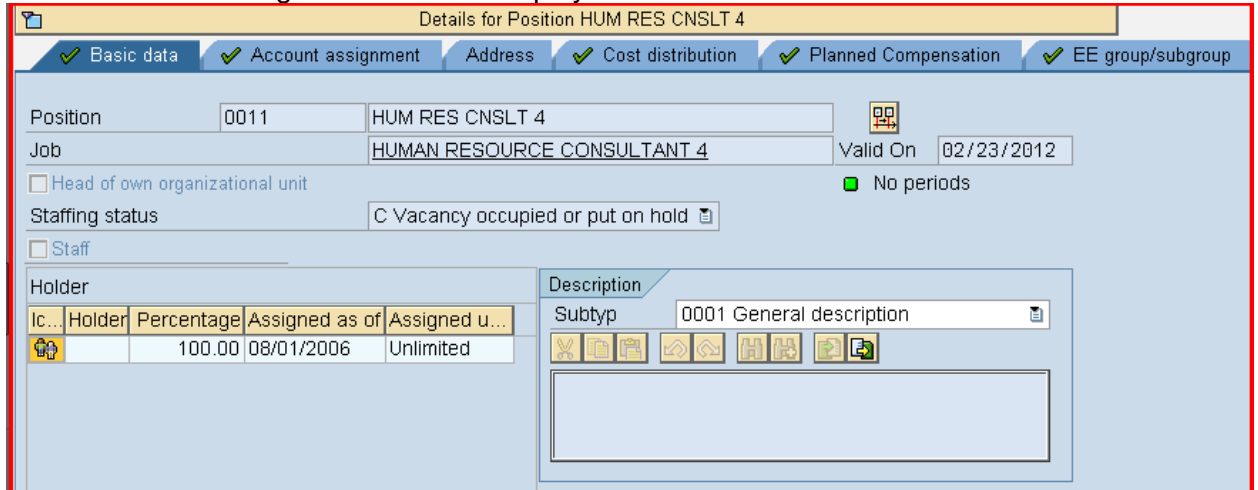 Details for Position HUM RES CNSLT 4
Basic data Account assignment Address Cost distribution Planned Compensation EE group/subgroup
Position 0011 HUM RES CNSLT 4
Job HUMAN RESOURCE CONSULTANT 4 Valid On 02/23/2012
Head of own organizational unit No periods
Staffing status C Vacancy occupied or put on hold
Staff
Holder Description
Ic... Holder Percentage Assigned as of Assigned u... Subtyp 0001 General description
100.00 08/01/2006 Unlimited